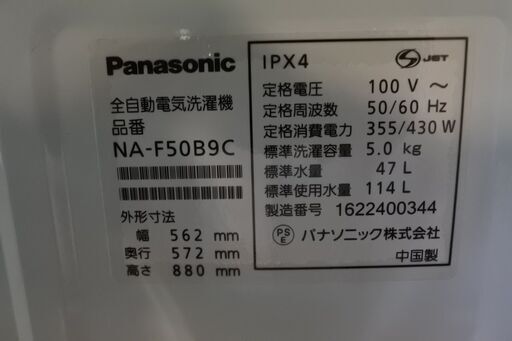 Panasonic
全自動電気洗濯機
品番
NA-F50B9C
外形寸法
幅 562 mm
奥行 572 mm
高さ 880 mm
IPX4
S JET
定格電圧 100 V ～
定格周波数 50/60 Hz
定格消費電力 355/430 W
標準洗濯容量 5.0 kg
標準水量 47 L
標準使用水量 114 L
製造番号 1622400344
PS E パナソニック株式会社
中国製